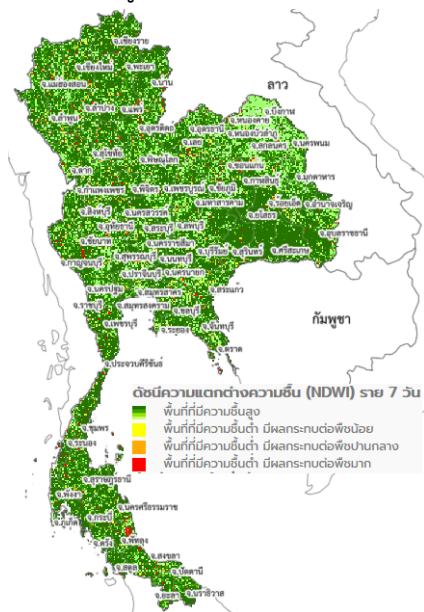 จ.เชียงราย
จ.เชียงใหม่ จ.พะเยา
จ.แม่ฮ่องสอน จ.น่าน
ลาว
จ.ลำปาง จ.แพร่
จ.บึงกาฬ
จ.ลำพูน
จ.อุตรดิตถ์ จ.อุดรธานี จ.หนองคาย
จ.หนองบัวลำภู
จ.เลย จ.สกลนคร จ.นครพนม
จ.สุโขทัย
จ.พิษณุโลก
จ.ขอนแก่น
จ.ตาก
จ.กาฬสินธุ์ จ.มุกดาหาร
จ.กำแพงเพชร จ.พิจิตร จ.เพชรบูรณ์ จ.ชัยภูมิ
จ.มหาสารคาม จ.ร้อยเอ็ด จ.อำนาจเจริญ
จ.สิงห์บุรี จ.นครสวรรค์
จ.ยโสธร
จ.อุทัยธานี จ.สระบุรี จ.ลพบุรี
จ.อุบลราชธานี
จ.ชัยนาท จ.นครราชสีมา
จ.สุพรรณบุรี จ.นนทบุรี จ.บุรีรัมย์ จ.สุรินทร์ จ.ศรีสะเกษ
จ.กาญจนบุรี
จ.ปราจีนบุรี จ.นครนายก
จ.นครปฐม จ.สมุทรสาคร จ.สระแก้ว
จ.ราชบุรี จ.สมุทรสงคราม จ.ชลบุรี
กัมพูชา
จ.เพชรบุรี จ.ระยอง จ.จันทบุรี
จ.ตราด
จ.ประจวบคีรีขันธ์
ดัชนีความแตกต่างความชื้น (NDWI) ราย 7 วัน
พื้นที่ที่มีความชื้นสูง
พื้นที่ที่มีความชื้นต่ำ มีผลกระทบต่อพืชน้อย
พื้นที่ที่มีความชื้นต่ำ มีผลกระทบต่อพืชปานกลาง
พื้นที่ที่มีความชื้นต่ำ มีผลกระทบต่อพืชมาก
จ.ชุมพร
จ.ระนอง
จ.สุราษฎร์ธานี
จ.พังงา
จ.นครศรีธรรมราช
จ.ภูเก็ต จ.กระบี่
จ.ตรัง จ.พัทลุง
จ.สงขลา
จ.สตูล จ.ปัตตานี
จ.ยะลา จ.นราธิวาส